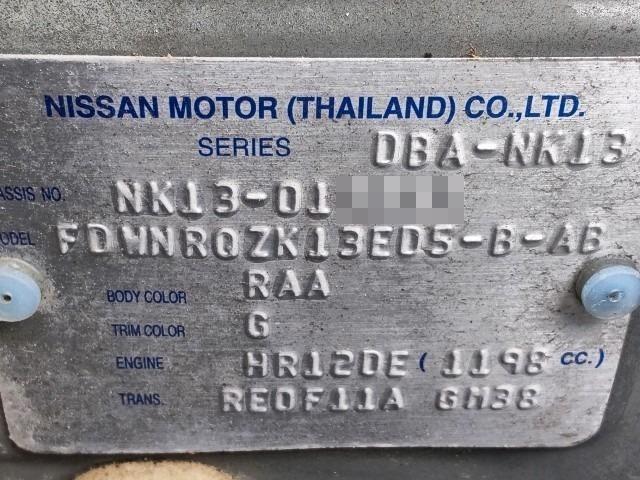 NISSAN MOTOR (THAILAND) CO.,LTD.
SERIES DBA-NK13
ASSIS NO. NK13-01
MODEL FDWNRQZK13ED5-B-AB
BODY COLOR RAA
TRIM COLOR G
ENGINE HR12DE ( 1198 CC.)
TRANS. RE0F11A GM38